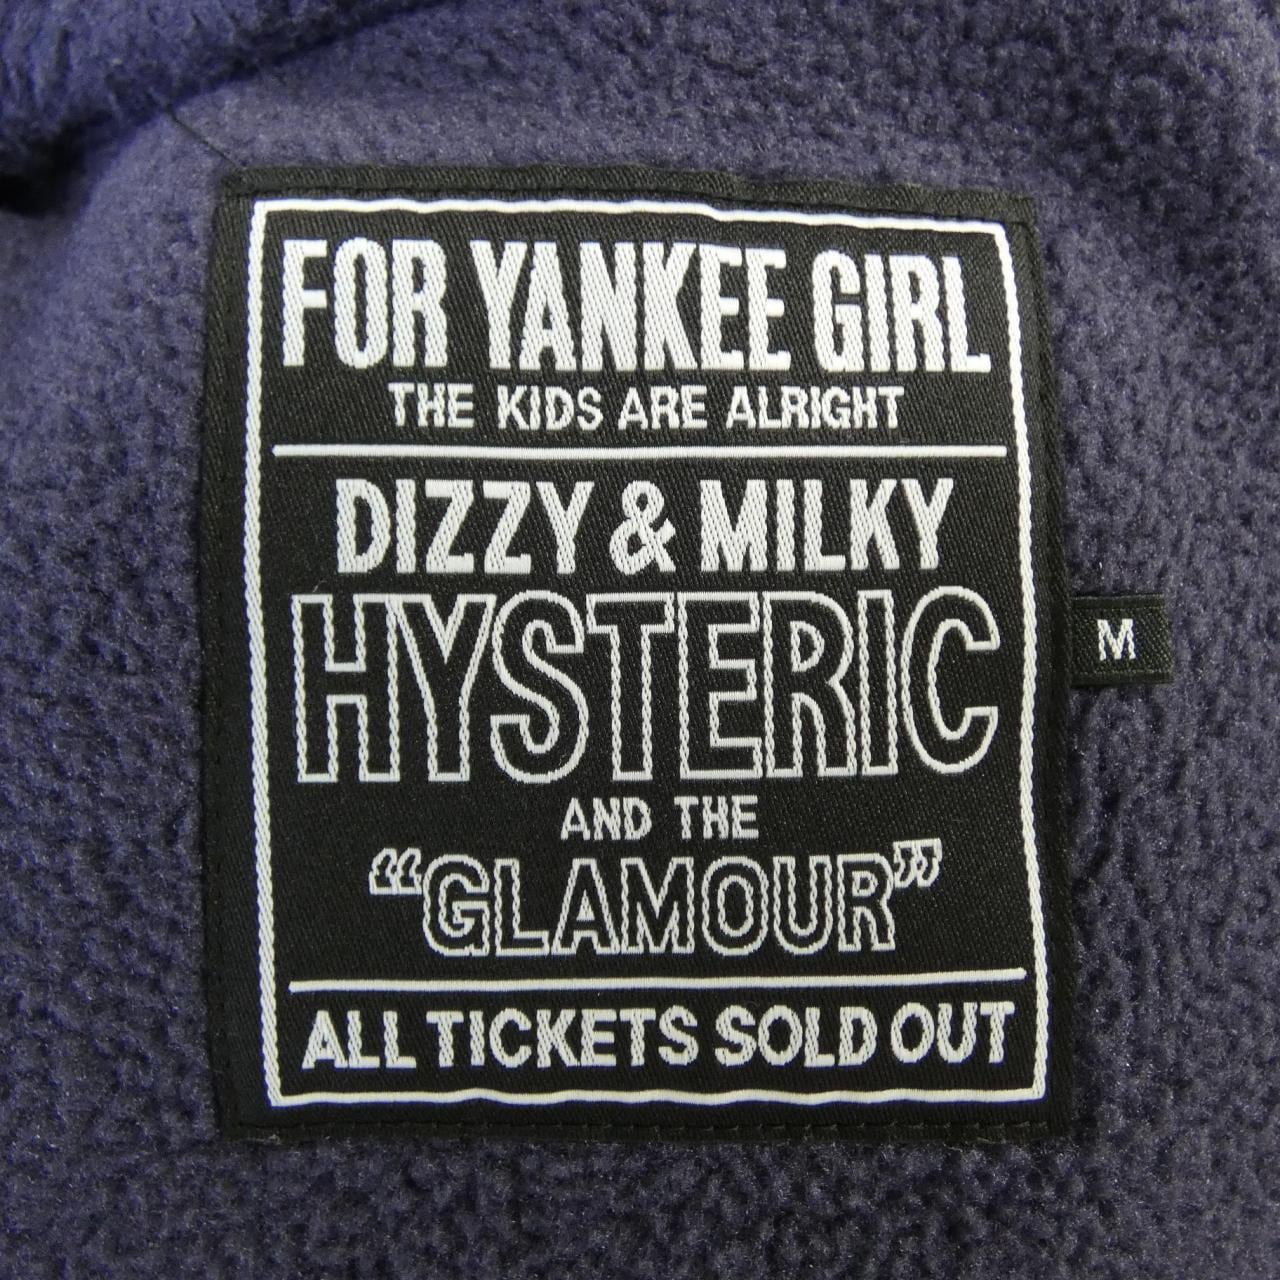 FOR YANKEE GIRL
THE KIDS ARE ALRIGHT
DIZZY & MILKY
HYSTERIC
AND THE
“GLAMOUR”
ALL TICKETS SOLD OUT
M